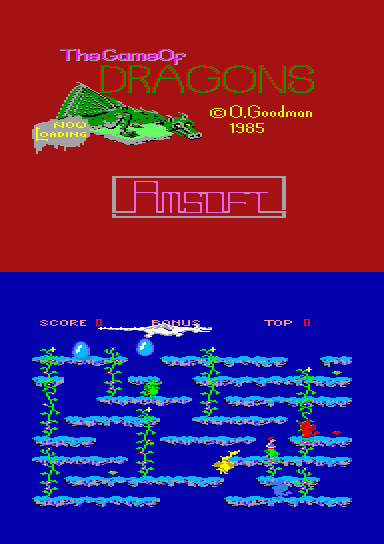 The Game Of
DRAGONS
© O.Goodman
1985
NOW
LOADING
AMSOFT
SCORE 0 BONUS TOP 0